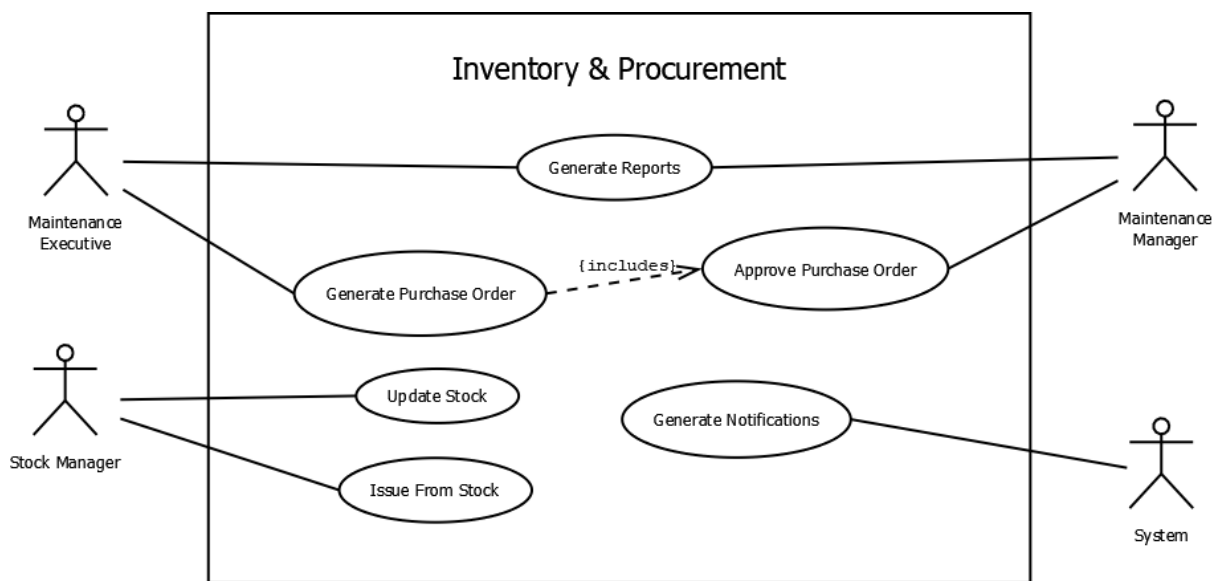 Inventory & Procurement
Generate Reports
Maintenance
Executive
Maintenance
Manager
{includes}
Approve Purchase Order
Generate Purchase Order
Update Stock
Generate Notifications
Stock Manager
Issue From Stock
System